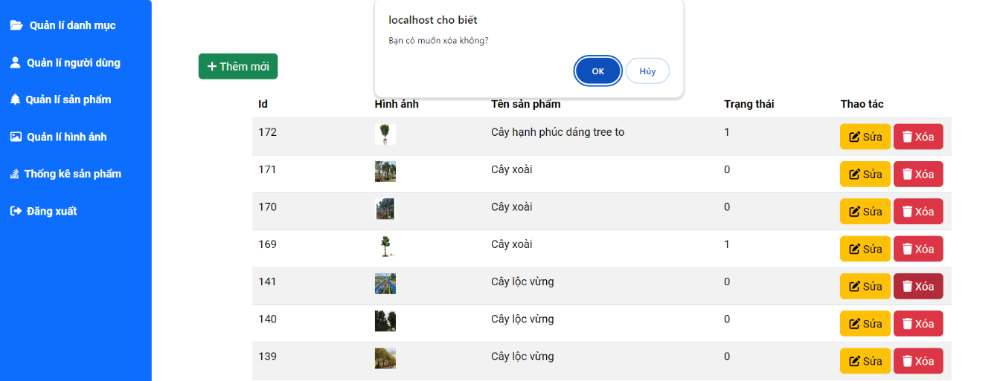 Quản lí danh mục
Quản lí người dùng
Quản lí sản phẩm
Quản lí hình ảnh
Thống kê sản phẩm
Đăng xuất
localhost cho biết
Bạn có muốn xóa không?
OK Hủy
Thêm mới
Id Hình ảnh Tên sản phẩm Trạng thái Thao tác
172 Cây hạnh phúc dáng tree to 1 Sửa Xóa
171 Cây xoài 0 Sửa Xóa
170 Cây xoài 0 Sửa Xóa
169 Cây xoài 1 Sửa Xóa
141 Cây lộc vừng 0 Sửa Xóa
140 Cây lộc vừng 0 Sửa Xóa
139 Cây lộc vừng 0 Sửa Xóa